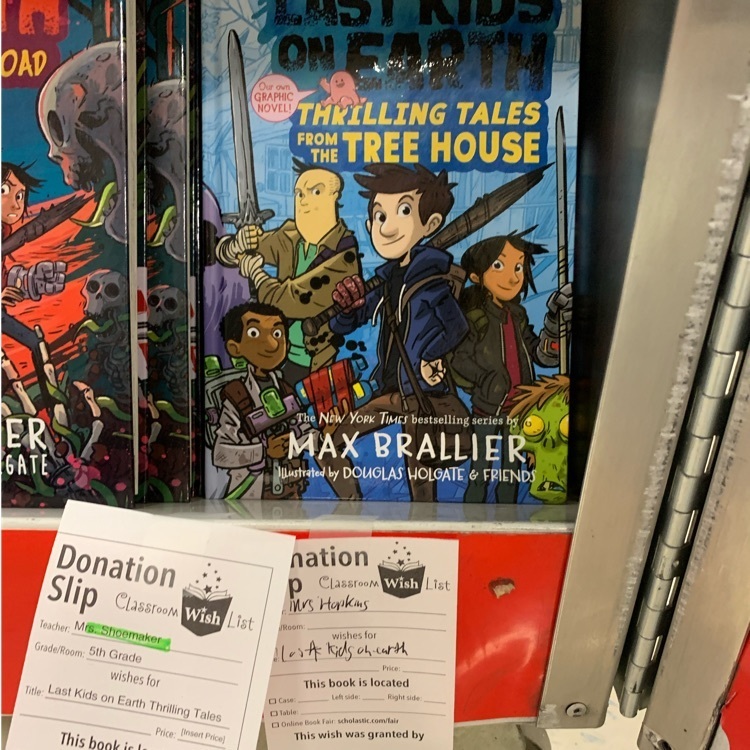 LAST KIDS
ON EARTH
Our own
GRAPHIC
NOVEL!
THRILLING TALES
FROM THE TREE HOUSE
The NEW YORK TIMES bestselling series by
MAX BRALLIER
Illustrated by DOUGLAS HOLGATE & FRIENDS
OAD
ER
GATE
Donation
Slip
Classroom Wish List
Teacher: Mrs. Shoemaker
Grade/Room: 5th Grade
wishes for
Title: Last Kids on Earth Thrilling Tales
Price: [Insert Price]
This book is lo
nation
p
Classroom Wish List
Mrs Hopkins
/Room:
wishes for
Last kids on earth
Price:
This book is located
Case: Left side: Right side:
Table:
Online Book Fair: scholastic.com/fair
This wish was granted by